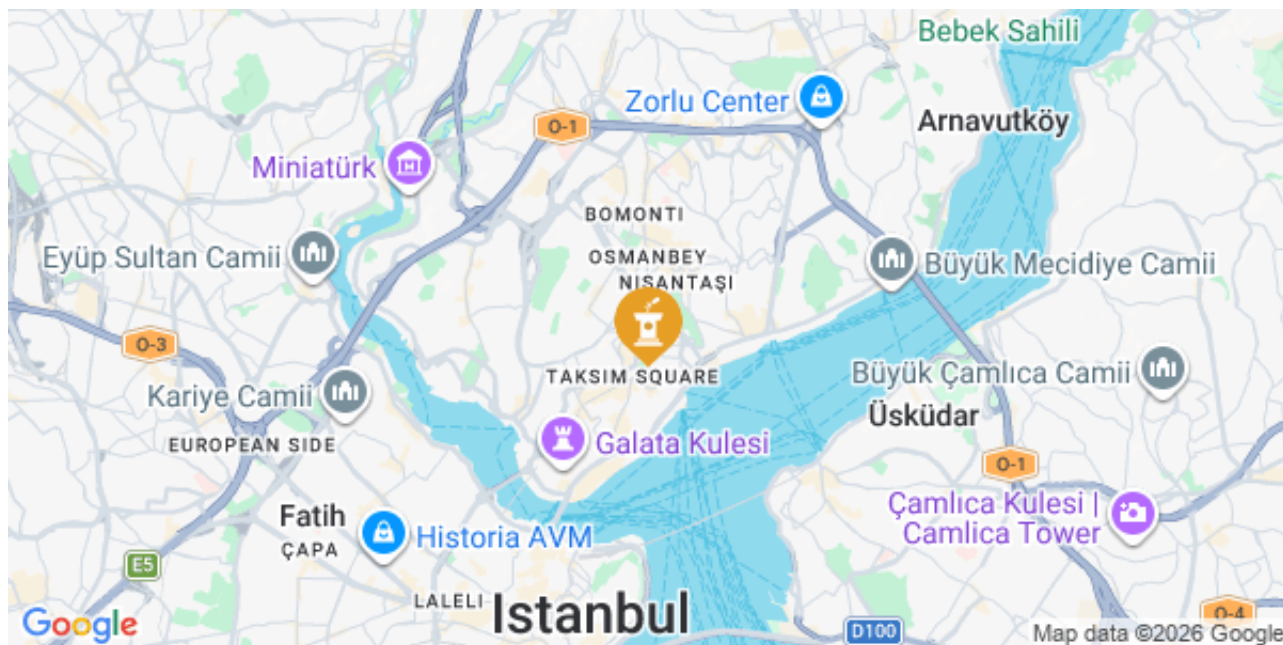 Bebek Sahili
Zorlu Center
Arnavutköy
O-1
Miniatürk
BOMONTI
Eyüp Sultan Camii
OSMANBEY
NISANTAŞI
Büyük Mecidiye Camii
O-3
TAKSIM SQUARE
Büyük Çamlıca Camii
Kariye Camii
Üsküdar
EUROPEAN SIDE
Galata Kulesi
O-1
Çamlıca Kulesi |
Camlica Tower
Fatih
ÇAPA
Historia AVM
E5
LALELİ
Istanbul
O-4
Google
D100
Map data ©2026 Google